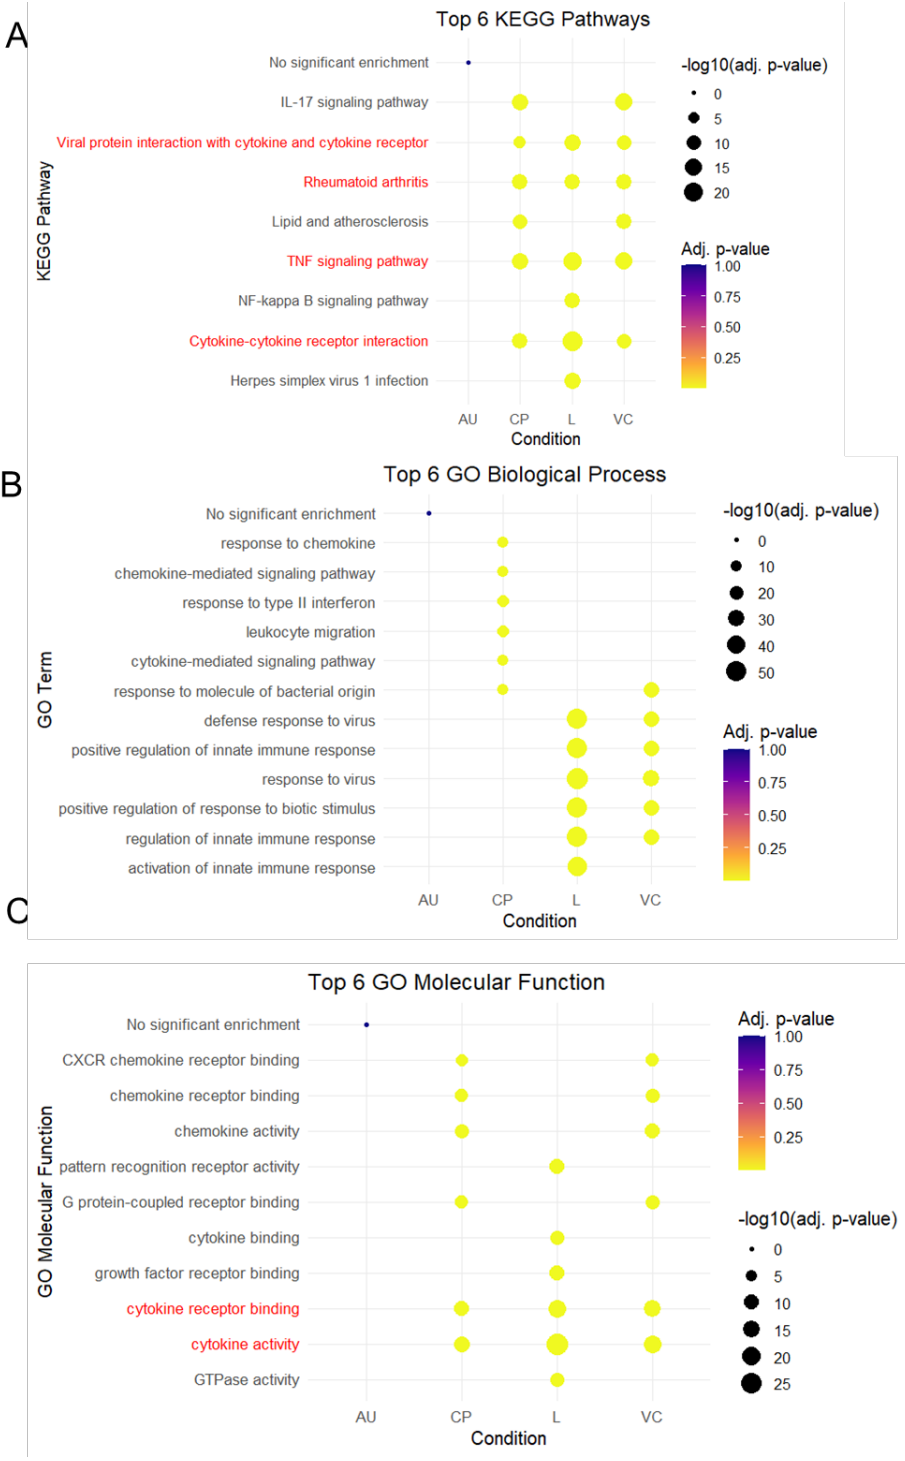 A
Top 6 KEGG Pathways
KEGG Pathway
No significant enrichment
IL-17 signaling pathway
Viral protein interaction with cytokine and cytokine receptor
Rheumatoid arthritis
Lipid and atherosclerosis
TNF signaling pathway
NF-kappa B signaling pathway
Cytokine-cytokine receptor interaction
Herpes simplex virus 1 infection
AU CP L VC
Condition
-log10(adj. p-value)
0
5
10
15
20
Adj. p-value
1.00
0.75
0.50
0.25
B
Top 6 GO Biological Process
GO Term
No significant enrichment
response to chemokine
chemokine-mediated signaling pathway
response to type II interferon
leukocyte migration
cytokine-mediated signaling pathway
response to molecule of bacterial origin
defense response to virus
positive regulation of innate immune response
response to virus
positive regulation of response to biotic stimulus
regulation of innate immune response
activation of innate immune response
AU CP L VC
Condition
-log10(adj. p-value)
0
10
20
30
40
50
Adj. p-value
1.00
0.75
0.50
0.25
C
Top 6 GO Molecular Function
GO Molecular Function
No significant enrichment
CXCR chemokine receptor binding
chemokine receptor binding
chemokine activity
pattern recognition receptor activity
G protein-coupled receptor binding
cytokine binding
growth factor receptor binding
cytokine receptor binding
cytokine activity
GTPase activity
AU CP L VC
Condition
Adj. p-value
1.00
0.75
0.50
0.25
-log10(adj. p-value)
0
5
10
15
20
25